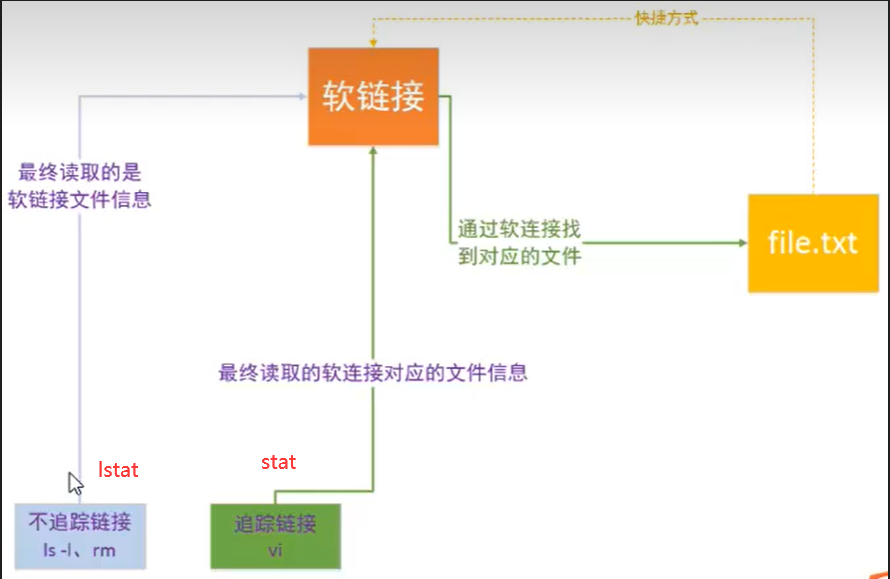 快捷方式
软链接
最终读取的是
软链接文件信息
通过软连接找
到对应的文件
file.txt
最终读取的软连接对应的文件信息
lstat
stat
不追踪链接
ls -l、rm
追踪链接
vi